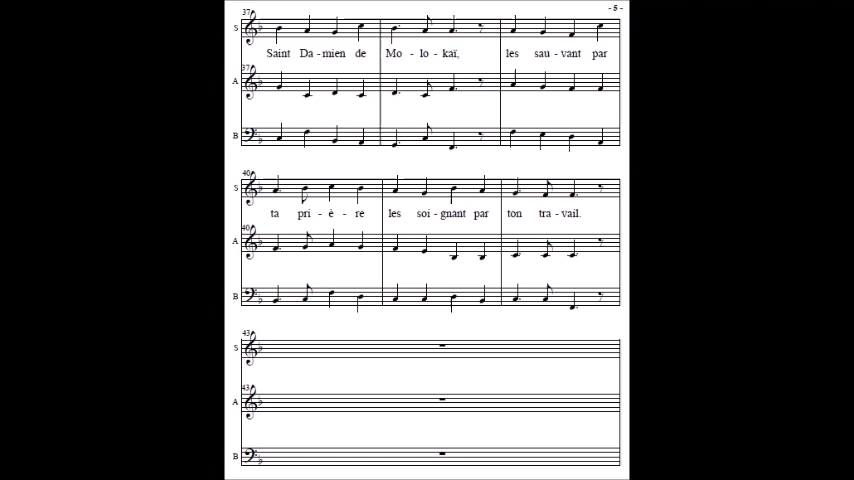 - 5 -
37
S
Saint Da - mien de Mo - lo - kaï, les sau - vant par
37
A
B
40
S
ta pri - è - re les soi - gnant par ton tra - vail.
40
A
B
43
S
43
A
B